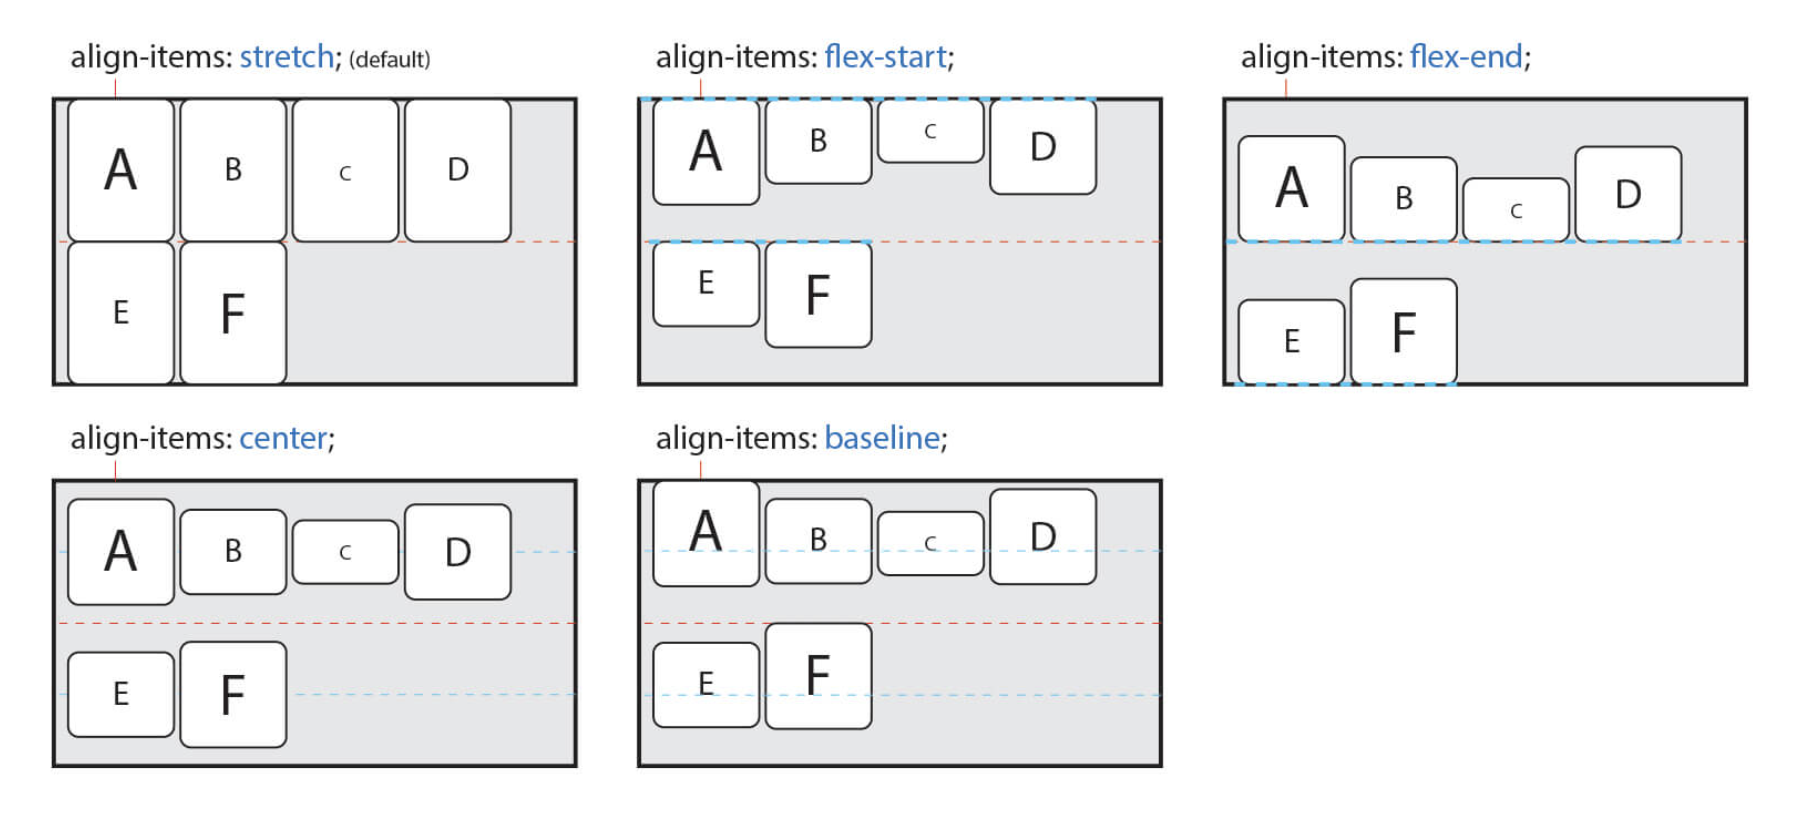 align-items: stretch; (default)
A B C D
E F
align-items: flex-start;
A B C D
E F
align-items: flex-end;
A B C D
E F
align-items: center;
A B C D
E F
align-items: baseline;
A B C D
E F